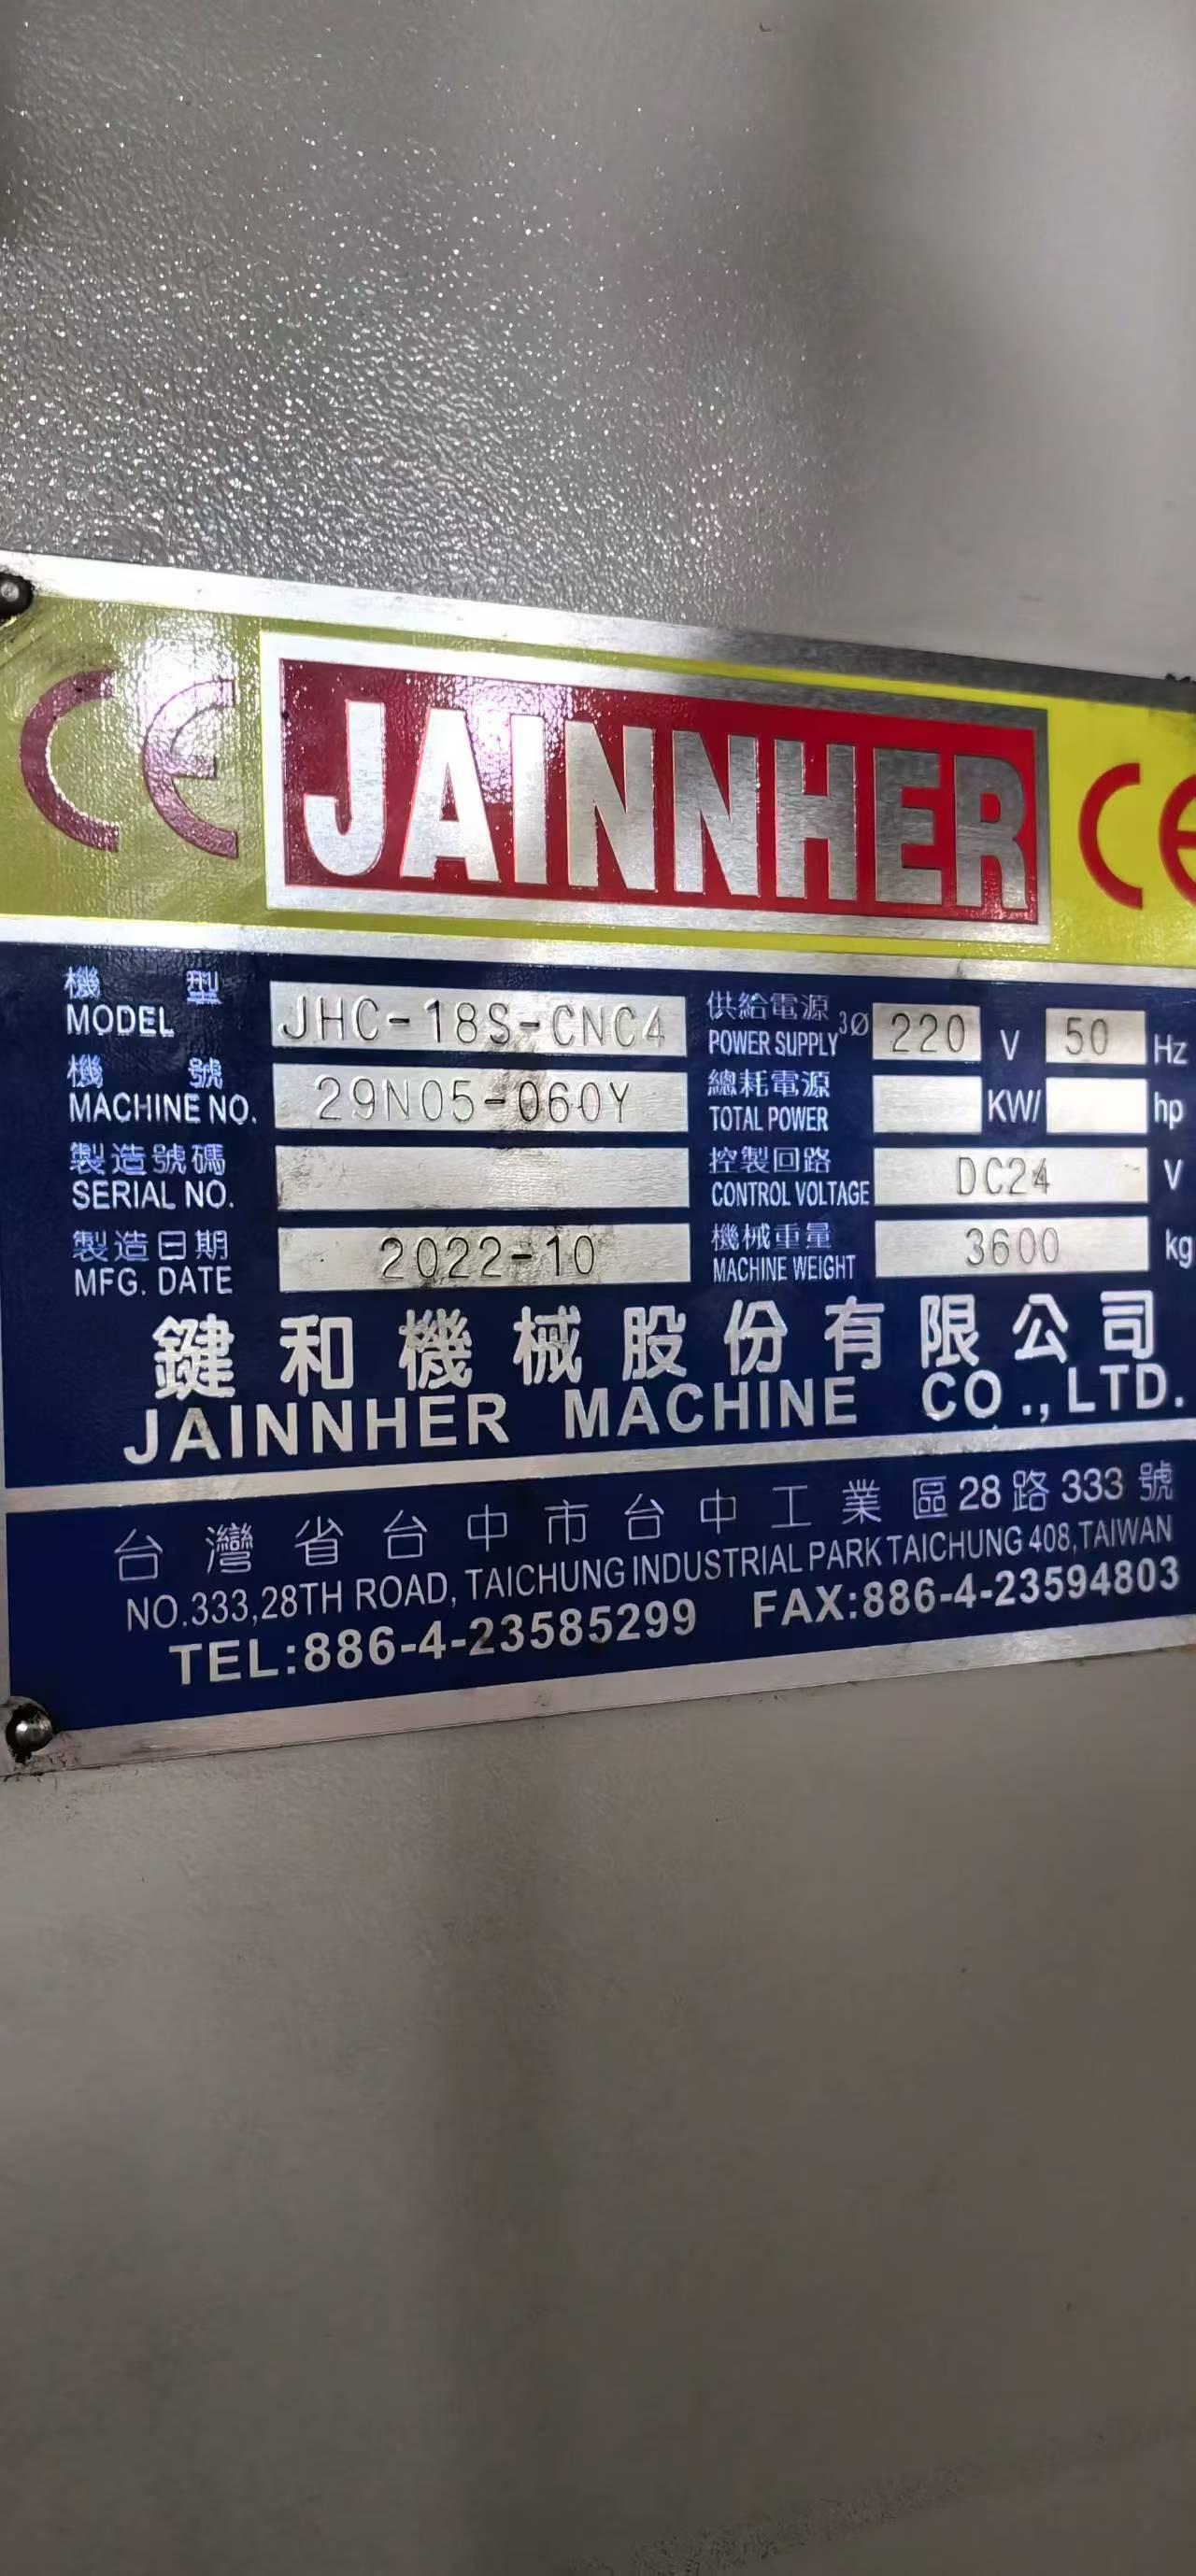 CE JAINNHER CE
機型 JHC-18S-CNC4 供給電源 3Ø 220 V 50 Hz
MODEL POWER SUPPLY
機號 29N05-060Y 總耗電源 KW/ hp
MACHINE NO. TOTAL POWER
製造號碼 控製回路 DC24 V
SERIAL NO. CONTROL VOLTAGE
製造日期 2022-10 機械重量 3600 kg
MFG. DATE MACHINE WEIGHT
鍵和機械股份有限公司
JAINNHER MACHINE CO.,LTD.
台灣省台中市台中工業區28路333號
NO.333,28TH ROAD, TAICHUNG INDUSTRIAL PARK TAICHUNG 408,TAIWAN
TEL:886-4-23585299 FAX:886-4-23594803